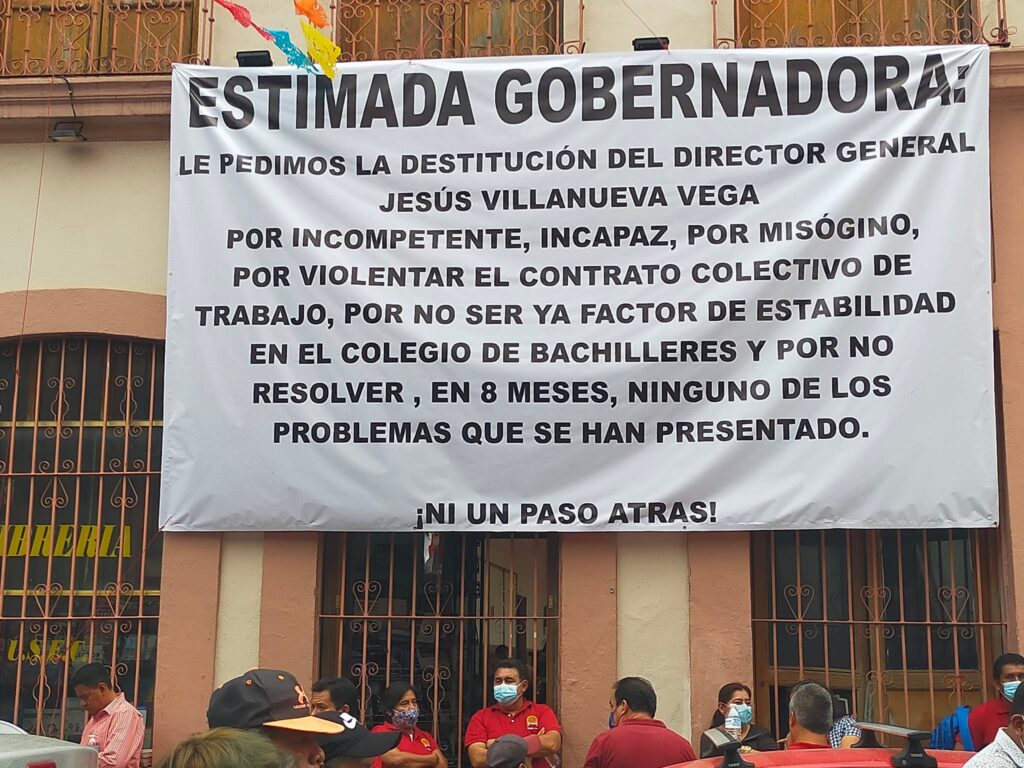 ESTIMADA GOBERNADORA:
LE PEDIMOS LA DESTITUCIÓN DEL DIRECTOR GENERAL
JESÚS VILLANUEVA VEGA
POR INCOMPETENTE, INCAPAZ, POR MISÓGINO,
POR VIOLENTAR EL CONTRATO COLECTIVO DE
TRABAJO, POR NO SER YA FACTOR DE ESTABILIDAD
EN EL COLEGIO DE BACHILLERES Y POR NO
RESOLVER , EN 8 MESES, NINGUNO DE LOS
PROBLEMAS QUE SE HAN PRESENTADO.
¡NI UN PASO ATRAS!
IBRERIA